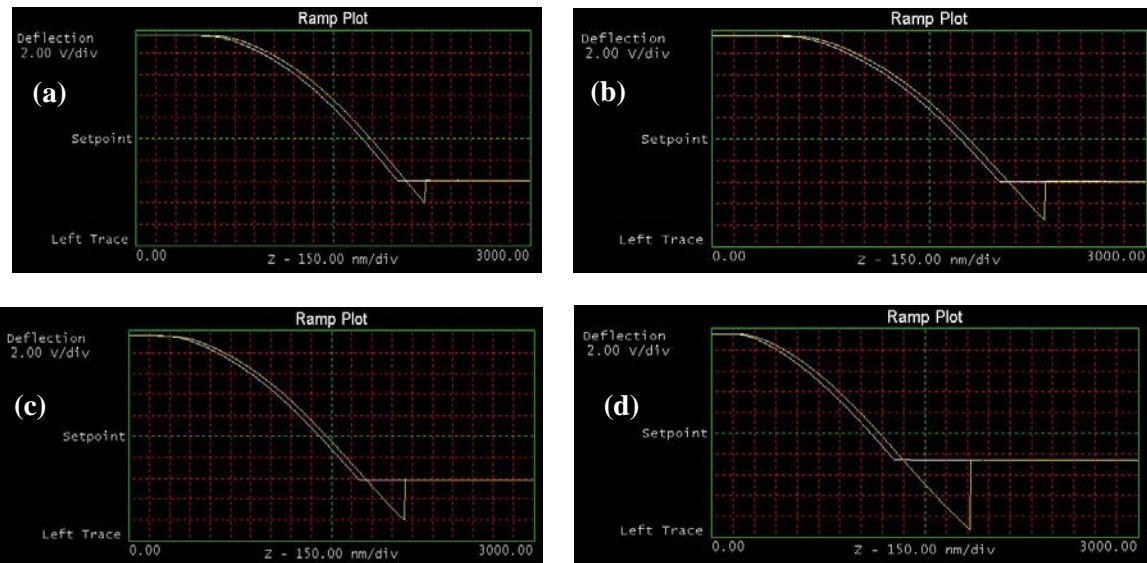 Ramp Plot
Deflection
2.00 V/div
(a)
Setpoint
Left Trace
0.00
Z - 150.00 nm/div
3000.00
Ramp Plot
Deflection
2.00 V/div
(b)
Setpoint
Left Trace
0.00
Z - 150.00 nm/div
3000.00
Ramp Plot
Deflection
2.00 V/div
(c)
Setpoint
Left Trace
0.00
Z - 150.00 nm/div
3000.00
Ramp Plot
Deflection
2.00 V/div
(d)
Setpoint
Left Trace
0.00
Z - 150.00 nm/div
3000.00